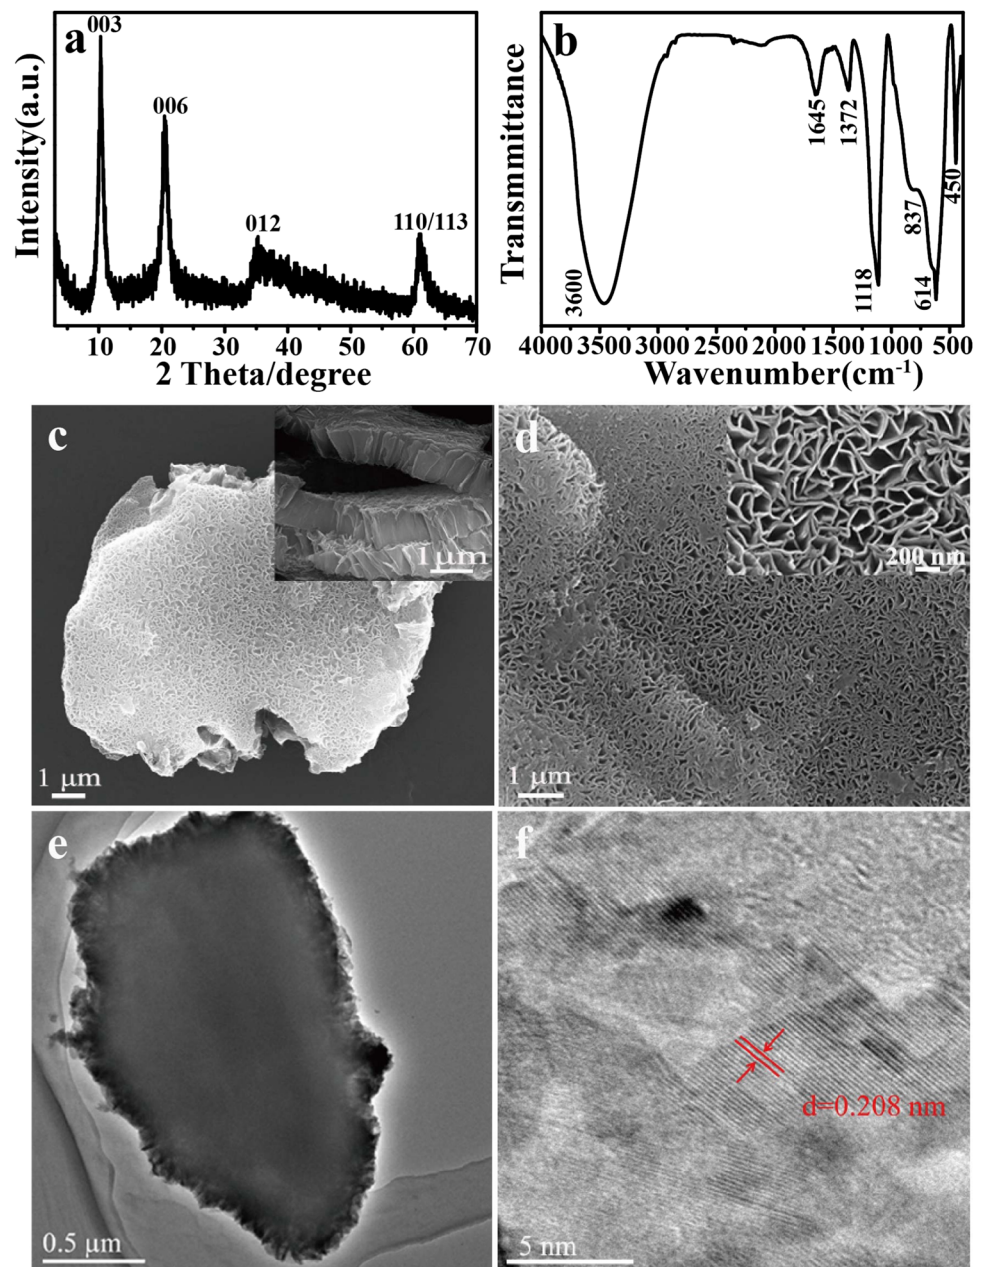 a
003
006
012
110/113
Intensity(a.u.)
10 20 30 40 50 60 70
2 Theta/degree
b
Transmmittance
3600
1645
1372
1118
837
614
450
4000 3500 3000 2500 2000 1500 1000 500
Wavenumber(cm-1)
c
1μm
1 μm
d
200 nm
1 μm
e
0.5 μm
f
d=0.208 nm
5 nm